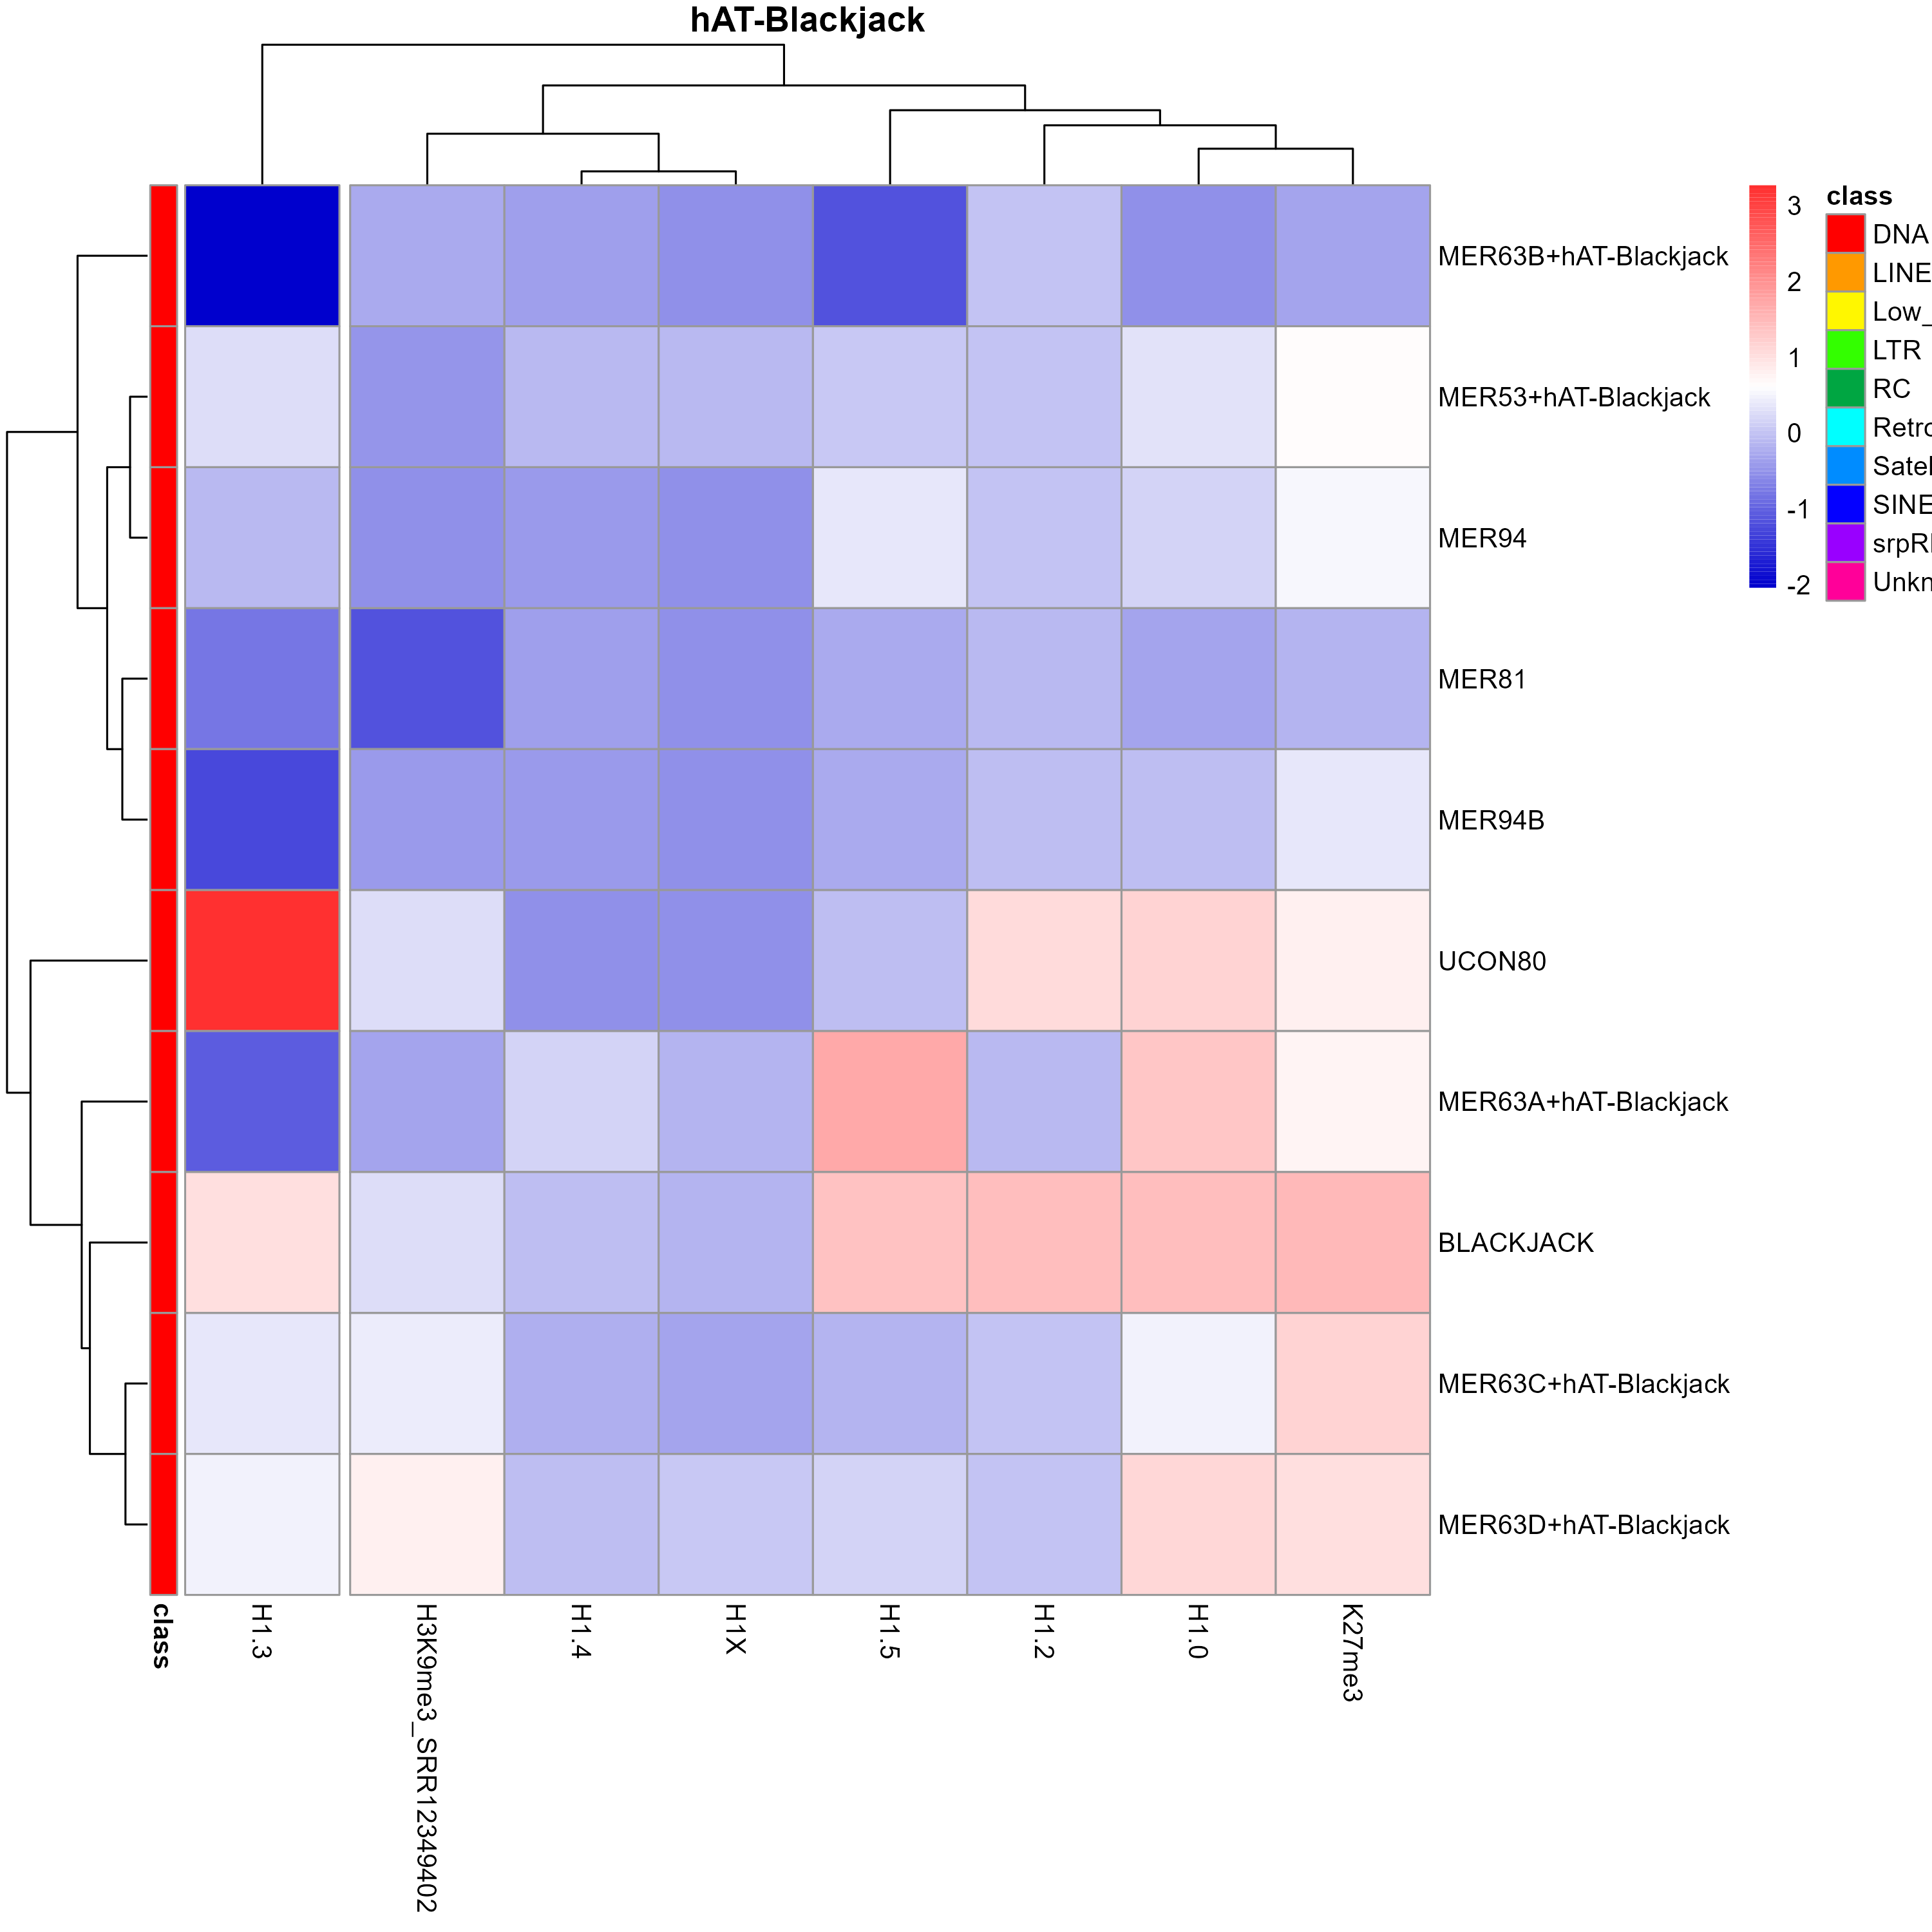 hAT-Blackjack
MER63B+hAT-Blackjack
MER53+hAT-Blackjack
MER94
MER81
MER94B
UCON80
MER63A+hAT-Blackjack
BLACKJACK
MER63C+hAT-Blackjack
MER63D+hAT-Blackjack
3
2
1
0
-1
-2
class
DNA
LINE
Low_
LTR
RC
Retro
Satel
SINE
srpR
Unkn
class
H1.3
H3K9me3_SRR12349402
H1.4
H1X
H1.5
H1.2
H1.0
K27me3